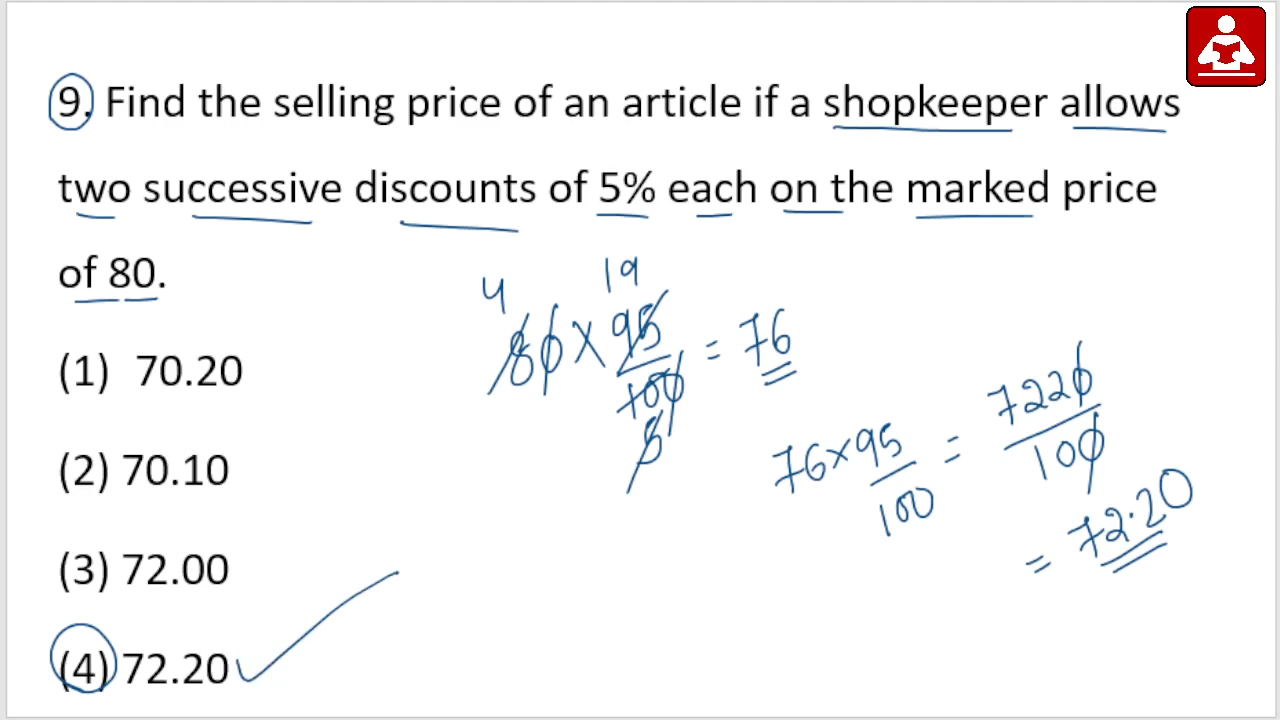 9. Find the selling price of an article if a shopkeeper allows
two successive discounts of 5% each on the marked price
of 80.
4 19
80 × 95/100 = 76
5
(1) 70.20
76 × 95/100 = 7220/100
(2) 70.10
= 72.20
(3) 72.00
(4) 72.20